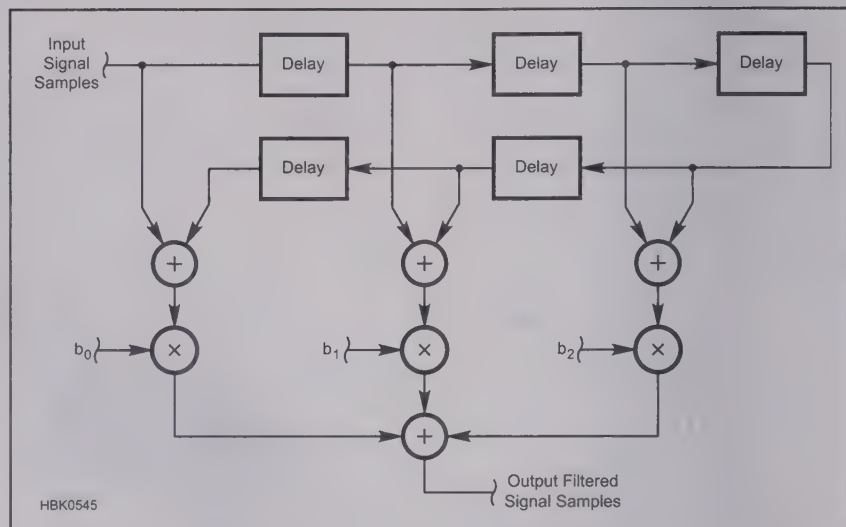 Input
Signal
Samples
Delay
Delay
Delay
Delay
Delay
+
+
+
b0
×
b1
×
b2
×
+
Output Filtered
Signal Samples
HBK0545